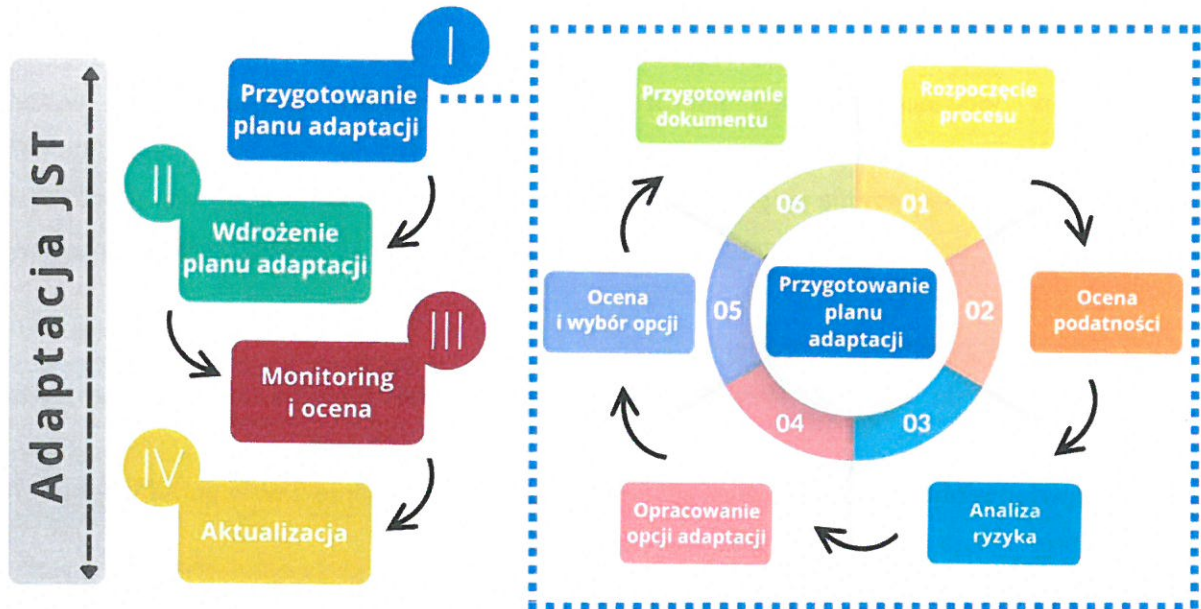 Adaptacja JST
I
Przygotowanie
planu adaptacji
II
Wdrożenie
planu adaptacji
III
Monitoring
i ocena
IV
Aktualizacja
Przygotowanie
dokumentu
Rozpoczęcie
procesu
06
01
Ocena
i wybór opcji
05
Przygotowanie
planu
adaptacji
02
Ocena
podatności
04
03
Opracowanie
opcji adaptacji
Analiza
ryzyka